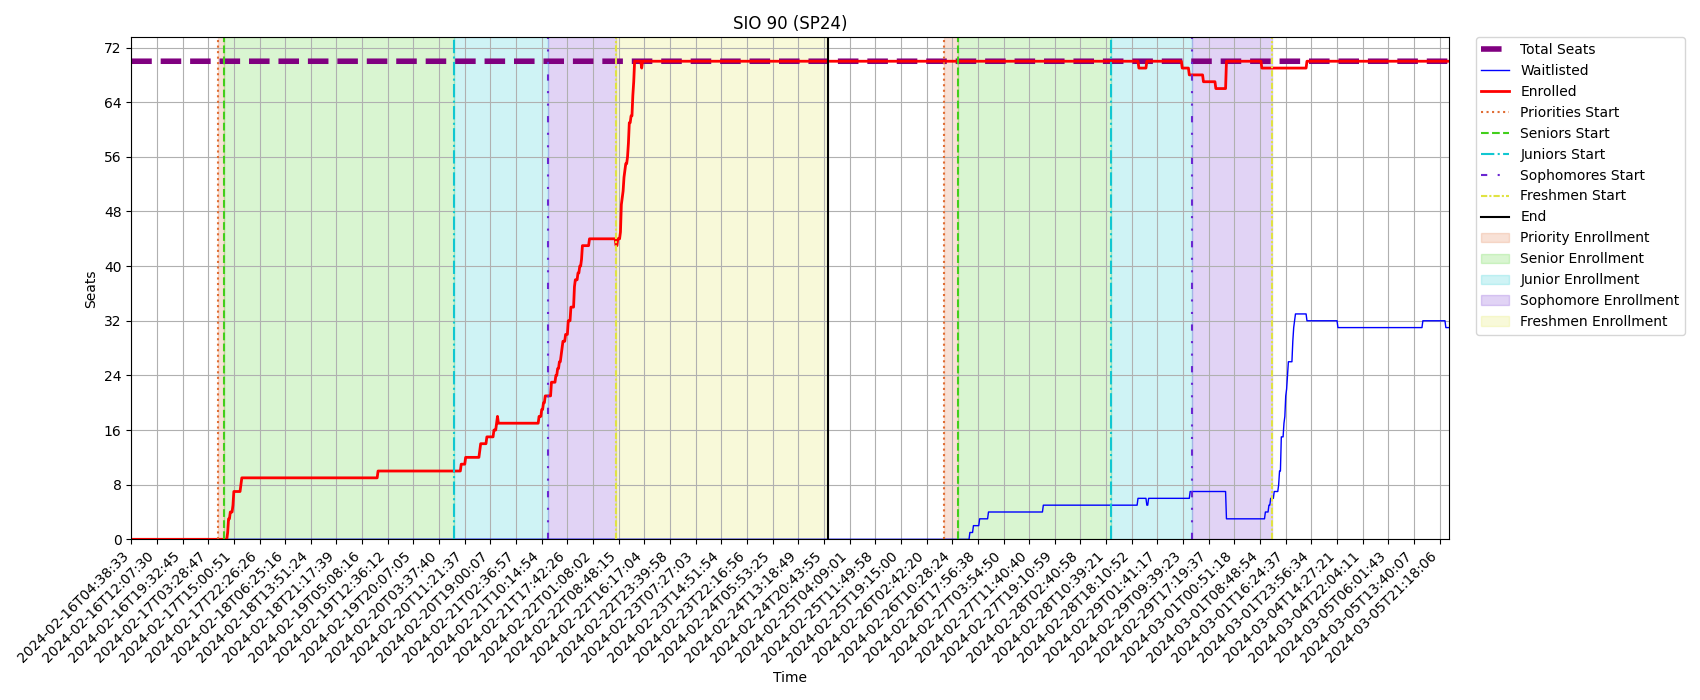 SIO 90 (SP24)
72
64
56
48
40
32
24
16
8
0
Seats
2024-02-16T04:38:33
2024-02-16T12:07:30
2024-02-16T19:32:45
2024-02-17T03:28:47
2024-02-17T15:00:51
2024-02-17T22:26:26
2024-02-18T06:25:16
2024-02-18T13:51:24
2024-02-18T21:17:39
2024-02-19T05:08:16
2024-02-19T12:36:12
2024-02-19T20:07:05
2024-02-20T03:37:40
2024-02-20T11:21:37
2024-02-20T19:00:07
2024-02-21T02:36:57
2024-02-21T10:14:54
2024-02-21T17:42:26
2024-02-22T01:08:02
2024-02-22T08:48:15
2024-02-22T16:17:04
2024-02-22T23:39:58
2024-02-23T07:27:03
2024-02-23T14:51:54
2024-02-23T22:16:56
2024-02-24T05:53:25
2024-02-24T13:18:49
2024-02-24T20:43:55
2024-02-25T04:09:01
2024-02-25T11:49:58
2024-02-25T19:15:00
2024-02-26T02:42:20
2024-02-26T10:28:24
2024-02-26T17:56:38
2024-02-27T03:54:50
2024-02-27T11:40:40
2024-02-27T19:10:59
2024-02-28T02:40:58
2024-02-28T10:39:21
2024-02-28T18:10:52
2024-02-29T01:41:17
2024-02-29T09:39:23
2024-02-29T17:19:37
2024-03-01T00:51:18
2024-03-01T08:48:54
2024-03-01T16:24:37
2024-03-01T23:56:34
2024-03-04T14:27:21
2024-03-04T22:04:11
2024-03-05T06:01:43
2024-03-05T13:40:07
2024-03-05T21:18:06
Time
Total Seats
Waitlisted
Enrolled
Priorities Start
Seniors Start
Juniors Start
Sophomores Start
Freshmen Start
End
Priority Enrollment
Senior Enrollment
Junior Enrollment
Sophomore Enrollment
Freshmen Enrollment